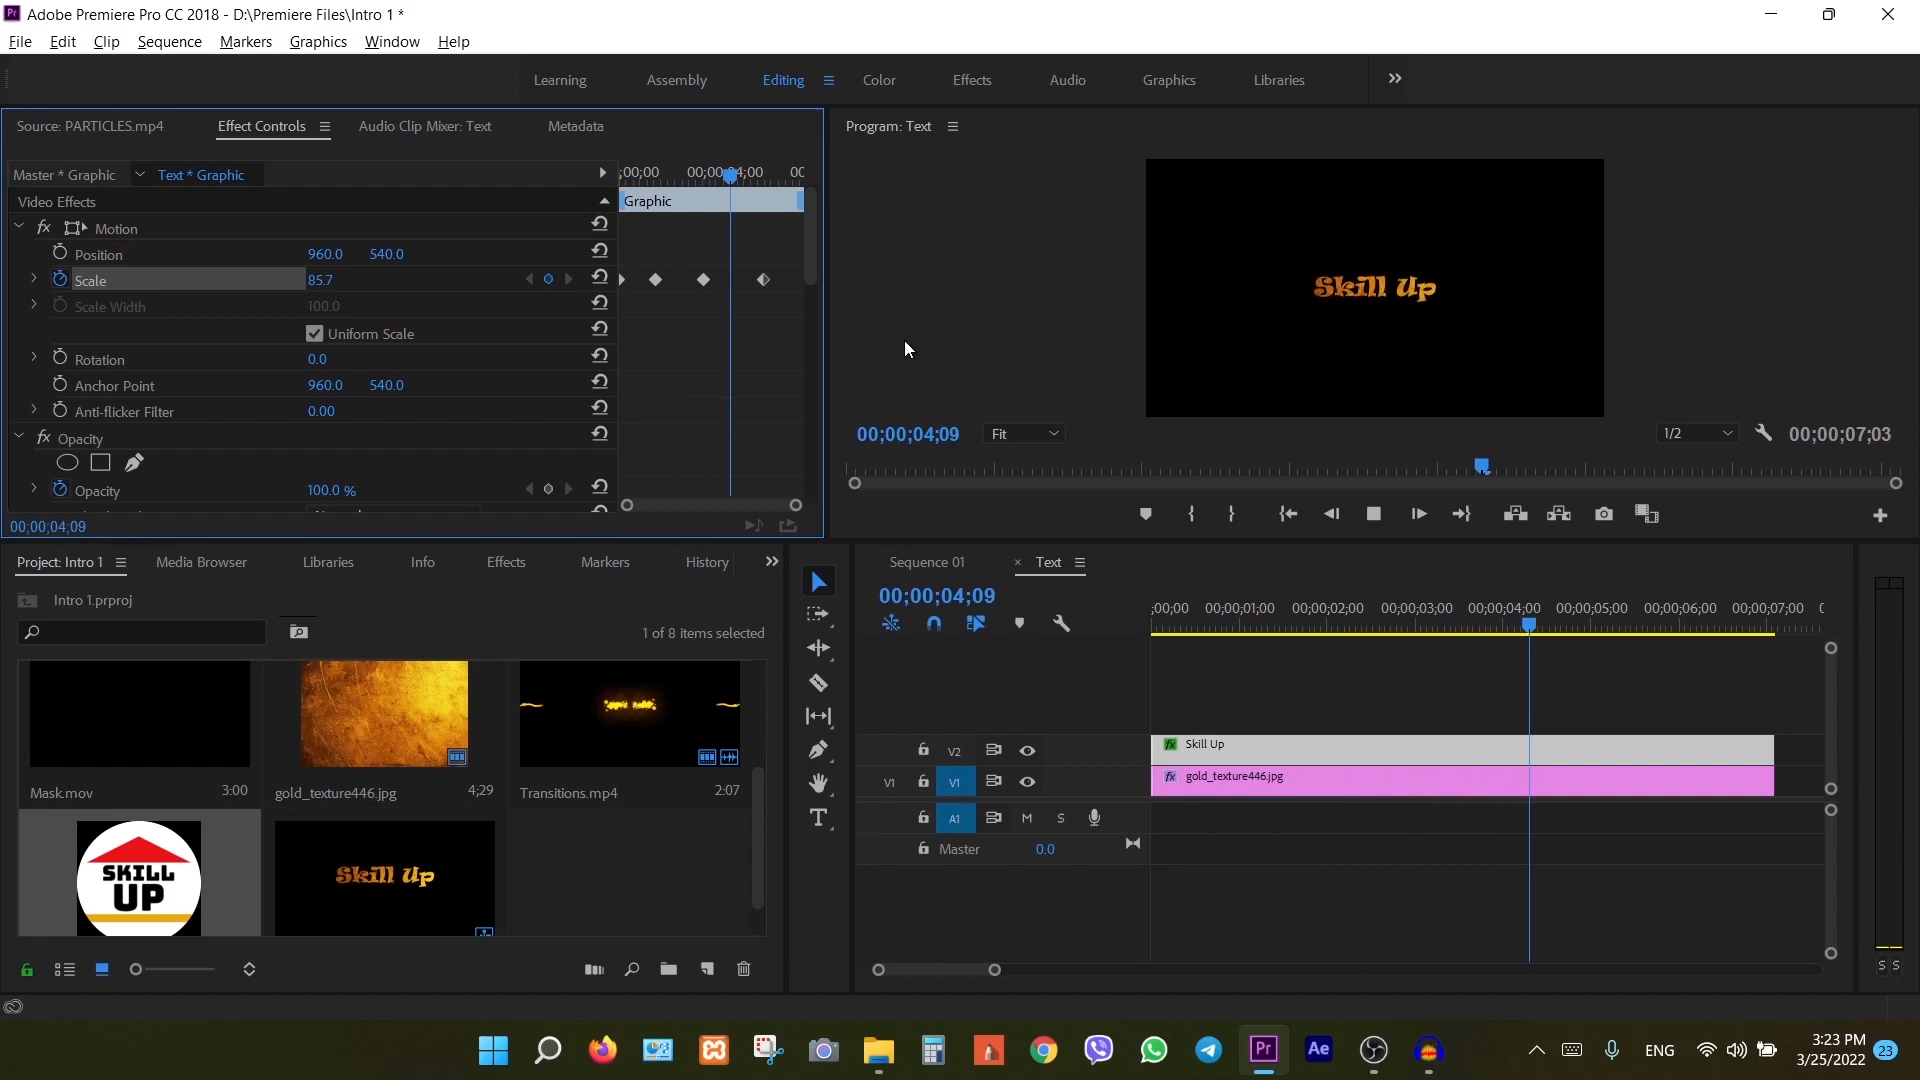 Adobe Premiere Pro CC 2018 - D:\Premiere Files\Intro 1 *
File Edit Clip Sequence Markers Graphics Window Help
Learning Assembly Editing Color Effects Audio Graphics Libraries
Source: PARTICLES.mp4 Effect Controls Audio Clip Mixer: Text Metadata
Program: Text
Master * Graphic Text * Graphic
;00;00 00;00;04;00 00
Video Effects
Graphic
fx Motion
Position 960.0 540.0
Scale 85.7
Scale Width 100.0
Uniform Scale
Rotation 0.0
Anchor Point 960.0 540.0
Anti-flicker Filter 0.00
fx Opacity
Opacity 100.0 %
00;00;04;09
Skill Up
00;00;04;09 Fit 1/2 00;00;07;03
Project: Intro 1 Media Browser Libraries Info Effects Markers History
Intro 1.prproj
1 of 8 items selected
Mask.mov 3:00
gold_texture446.jpg 4;29
Transitions.mp4 2:07
SKILL
UP
Skill Up
Sequence 01 × Text
00;00;04;09
;00;00 00;00;01;00 00;00;02;00 00;00;03;00 00;00;04;00 00;00;05;00 00;00;06;00 00;00;07;00
V2 fx Skill Up
V1 V1 fx gold_texture446.jpg
A1 M S
Master 0.0
S S
Pr Ae ENG 3:23 PM
3/25/2022 23